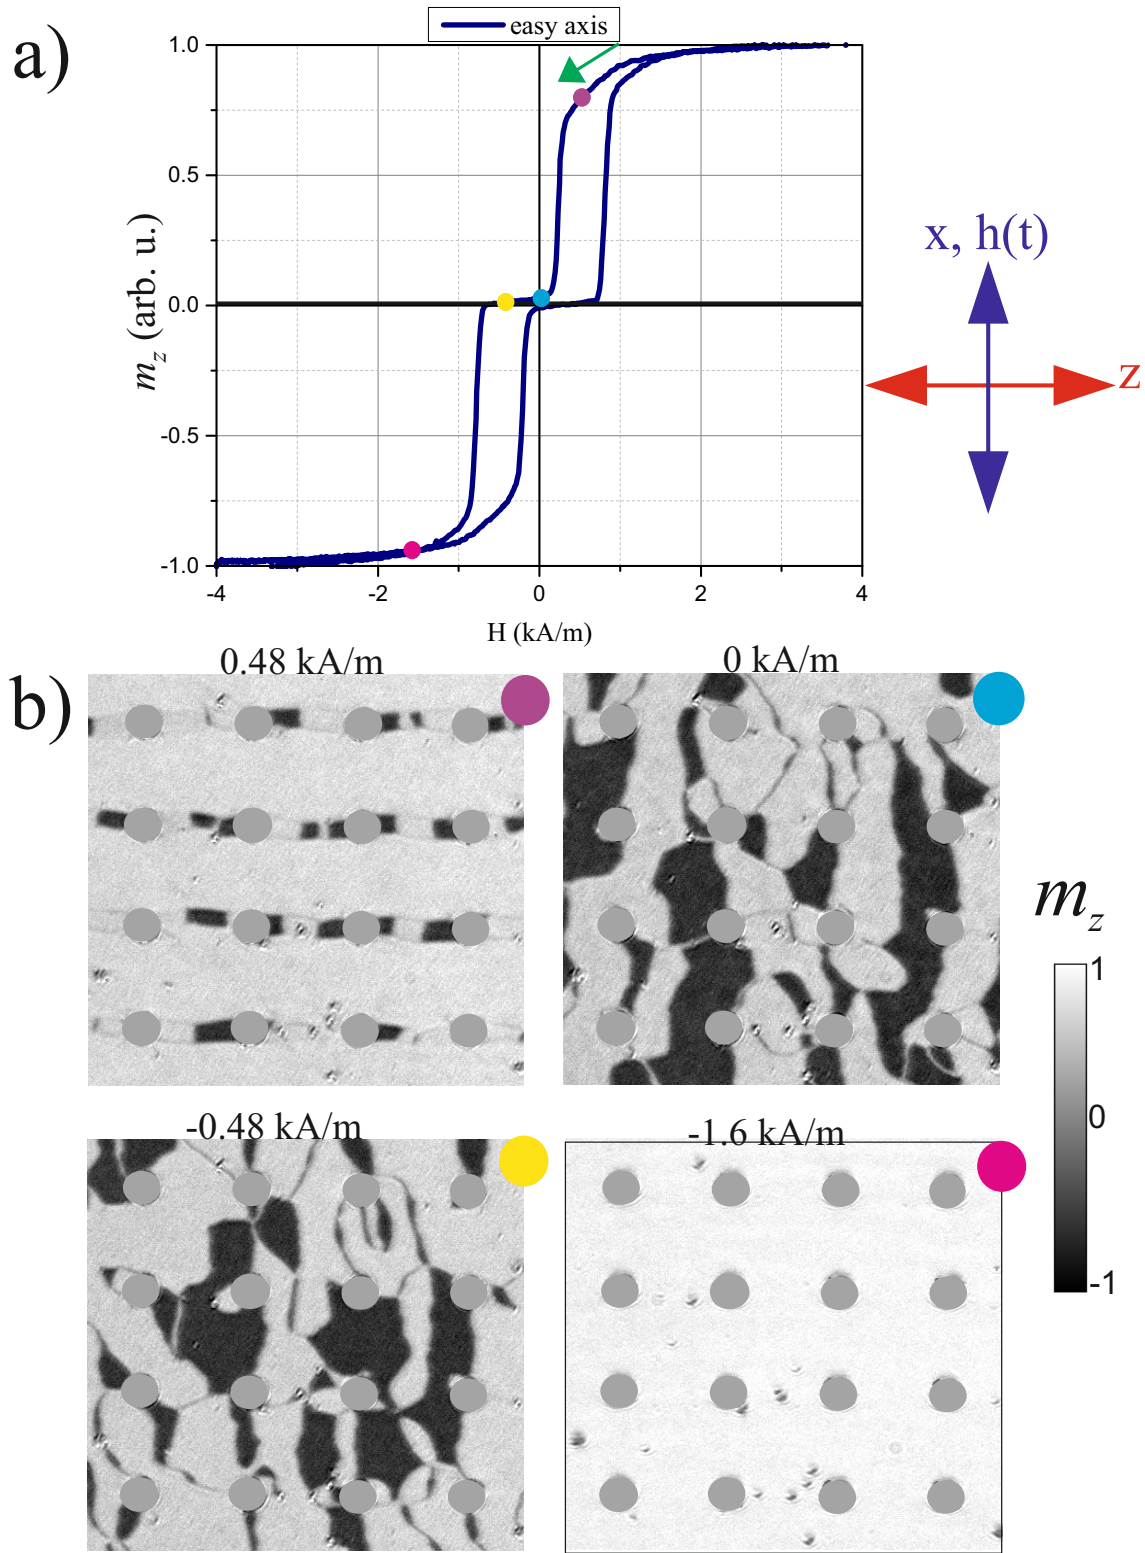 a)
easy axis
1.0
0.5
0.0
-0.5
-1.0
m_z (arb. u.)
-4
-2
0
2
4
H (kA/m)
x, h(t)
z
b)
0.48 kA/m
0 kA/m
-0.48 kA/m
-1.6 kA/m
m_z
1
0
-1